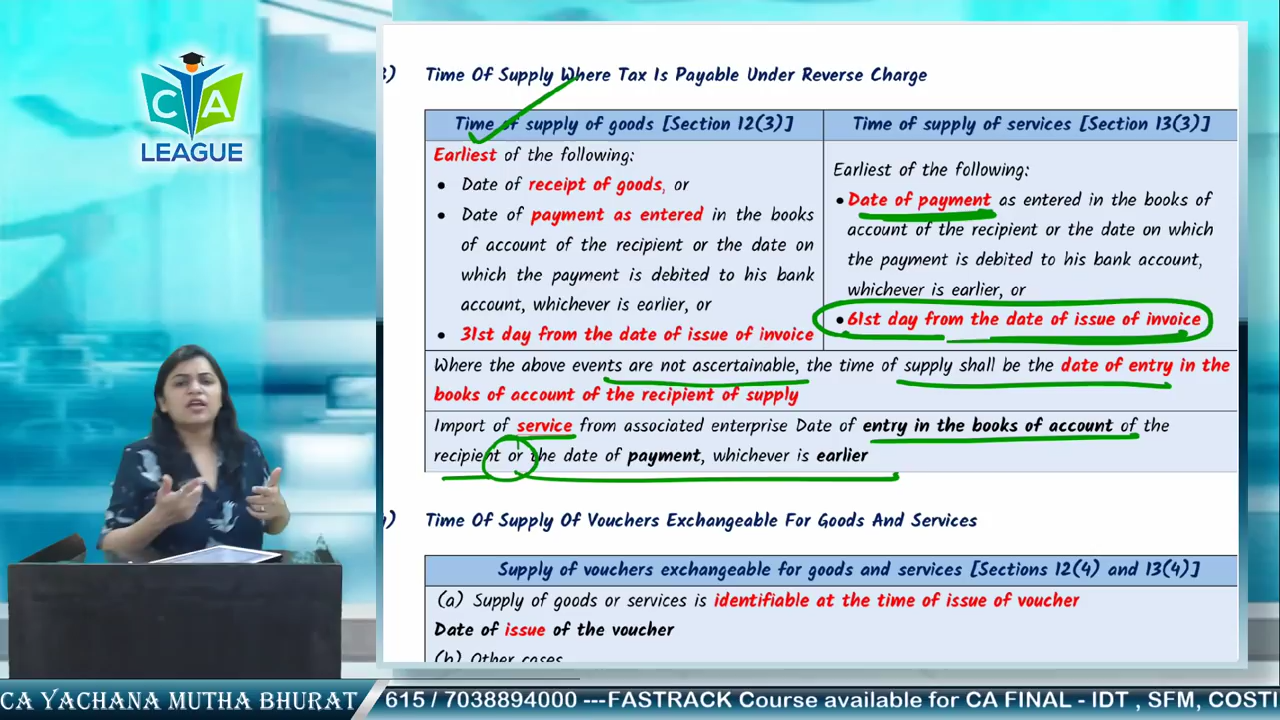 CA
LEAGUE
3) Time Of Supply Where Tax Is Payable Under Reverse Charge
Time of supply of goods [Section 12(3)]
Earliest of the following:
• Date of receipt of goods, or
• Date of payment as entered in the books
of account of the recipient or the date on
which the payment is debited to his bank
account, whichever is earlier, or
• 31st day from the date of issue of invoice
Time of supply of services [Section 13(3)]
Earliest of the following:
• Date of payment as entered in the books of
account of the recipient or the date on which
the payment is debited to his bank account,
whichever is earlier, or
• 61st day from the date of issue of invoice
Where the above events are not ascertainable, the time of supply shall be the date of entry in the
books of account of the recipient of supply
Import of service from associated enterprise Date of entry in the books of account of the
recipient or the date of payment, whichever is earlier
) Time Of Supply Of Vouchers Exchangeable For Goods And Services
Supply of vouchers exchangeable for goods and services [Sections 12(4) and 13(4)]
(a) Supply of goods or services is identifiable at the time of issue of voucher
Date of issue of the voucher
(b) Other cases
CA YACHANA MUTHA BHURAT
615 / 7038894000 ---FASTRACK Course available for CA FINAL - IDT , SFM, COSTI